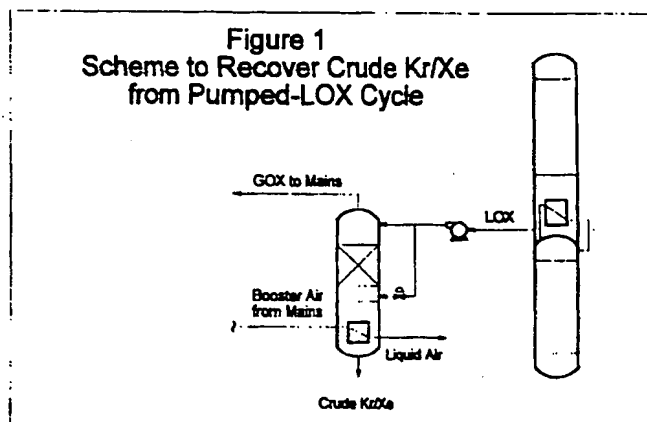 Figure 1
Scheme to Recover Crude Kr/Xe
from Pumped-LOX Cycle
GOX to Mains
LOX
Booster Air
from Mains
Liquid Air
Crude Kr/Xe